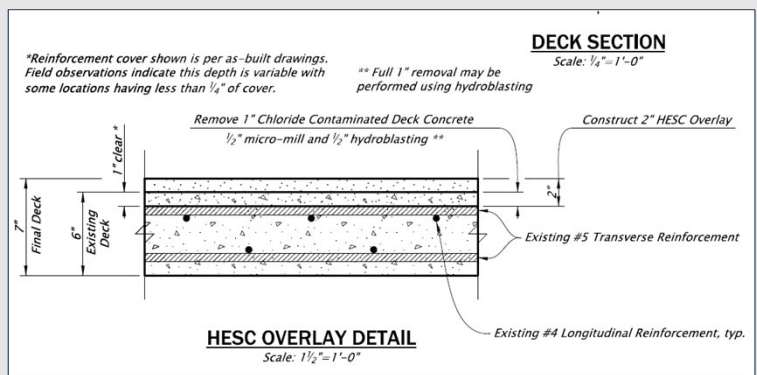 DECK SECTION
Scale: ¾"=1'-0"
*Reinforcement cover shown is per as-built drawings.
Field observations indicate this depth is variable with
some locations having less than ¼" of cover.
** Full 1" removal may be
performed using hydroblasting
Remove 1" Chloride Contaminated Deck Concrete
½" micro-mill and ½" hydroblasting **
Construct 2" HESC Overlay
1" clear *
2"
7"
Final Deck
6"
Existing
Deck
Existing #5 Transverse Reinforcement
Existing #4 Longitudinal Reinforcement, typ.
HESC OVERLAY DETAIL
Scale: 1½"=1'-0"